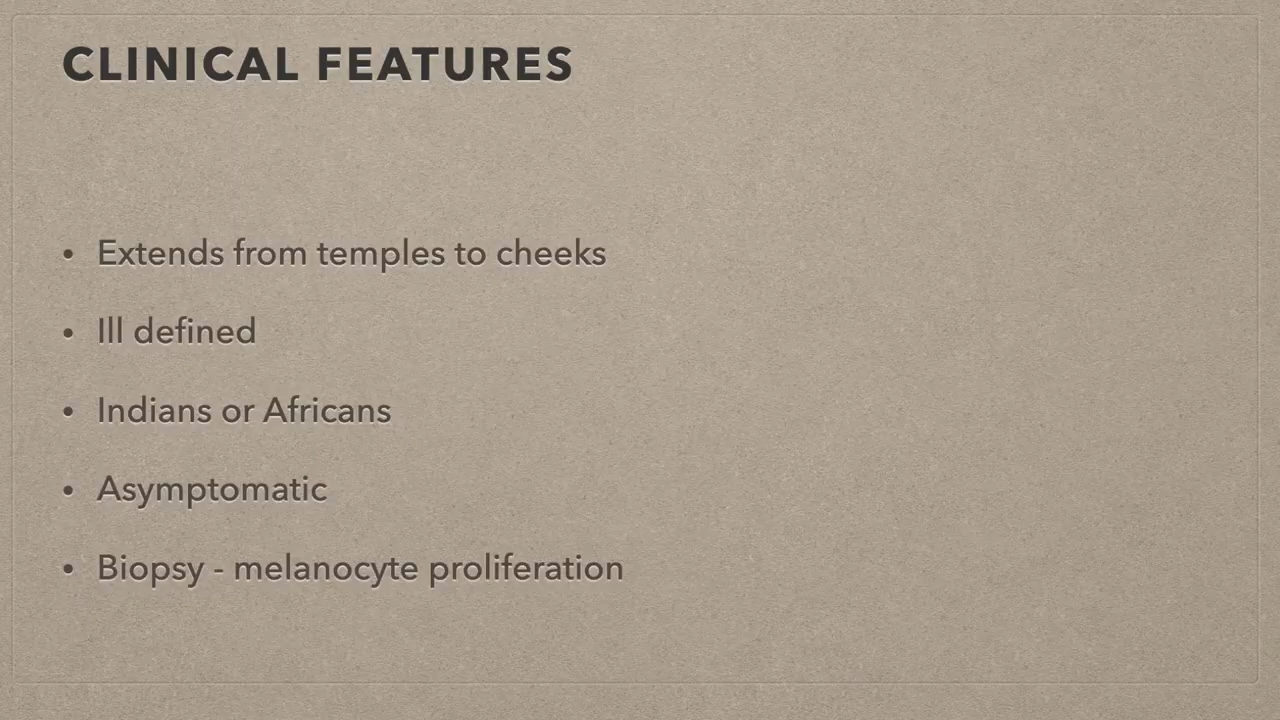 CLINICAL FEATURES
• Extends from temples to cheeks
• Ill defined
• Indians or Africans
• Asymptomatic
• Biopsy - melanocyte proliferation